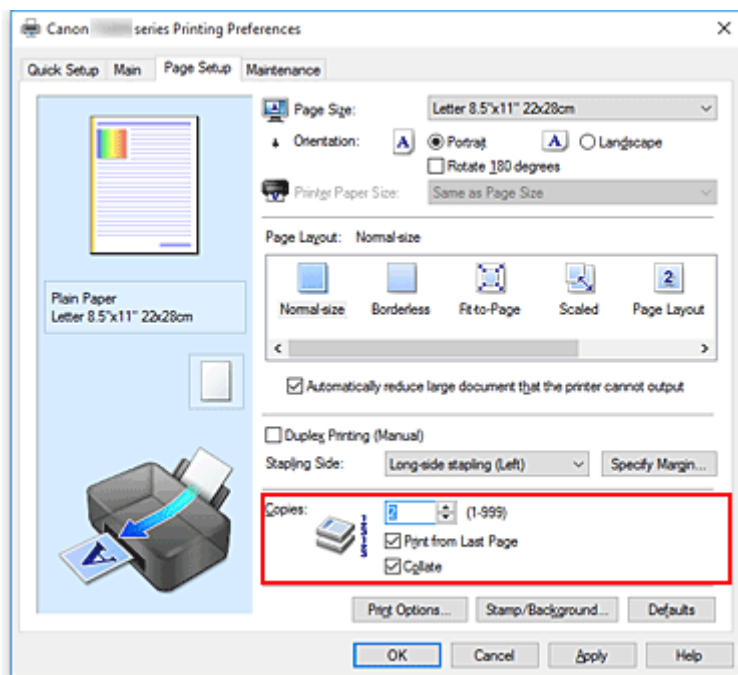 Canon series Printing Preferences
Quick Setup Main Page Setup Maintenance
Page Size: Letter 8.5"x11" 22x28cm
Orientation: A Portrait A Landscape
Rotate 180 degrees
Printer Paper Size: Same as Page Size
Page Layout: Normal-size
2
Normal-size Borderless Fit-to-Page Scaled Page Layout
Plain Paper
Letter 8.5"x11" 22x28cm
Automatically reduce large document that the printer cannot output
Duplex Printing (Manual)
Stapling Side: Long-side stapling (Left) Specify Margin...
Copies: 2 (1-999)
Print from Last Page
Collate
A
Print Options... Stamp/Background... Defaults
OK Cancel Apply Help